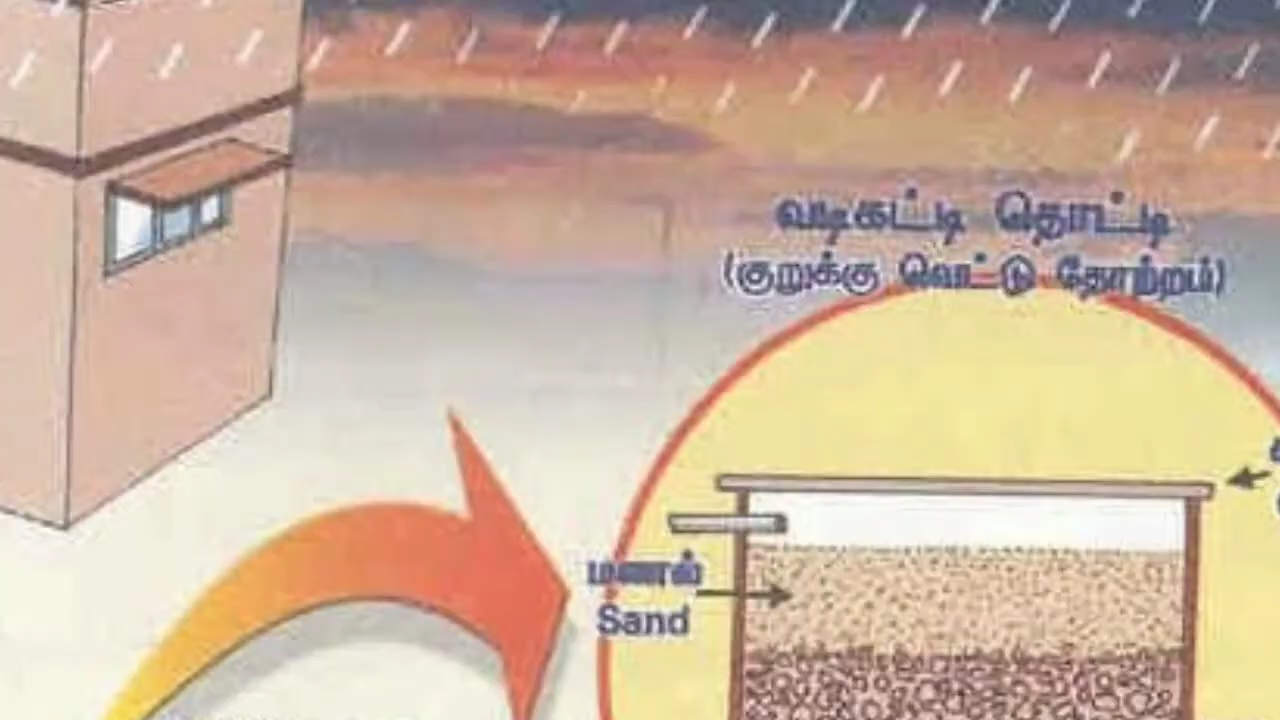 வடிகட்டி தொட்டி
(குறுக்கு வெட்டு தோற்றம்)
மணல்
Sand